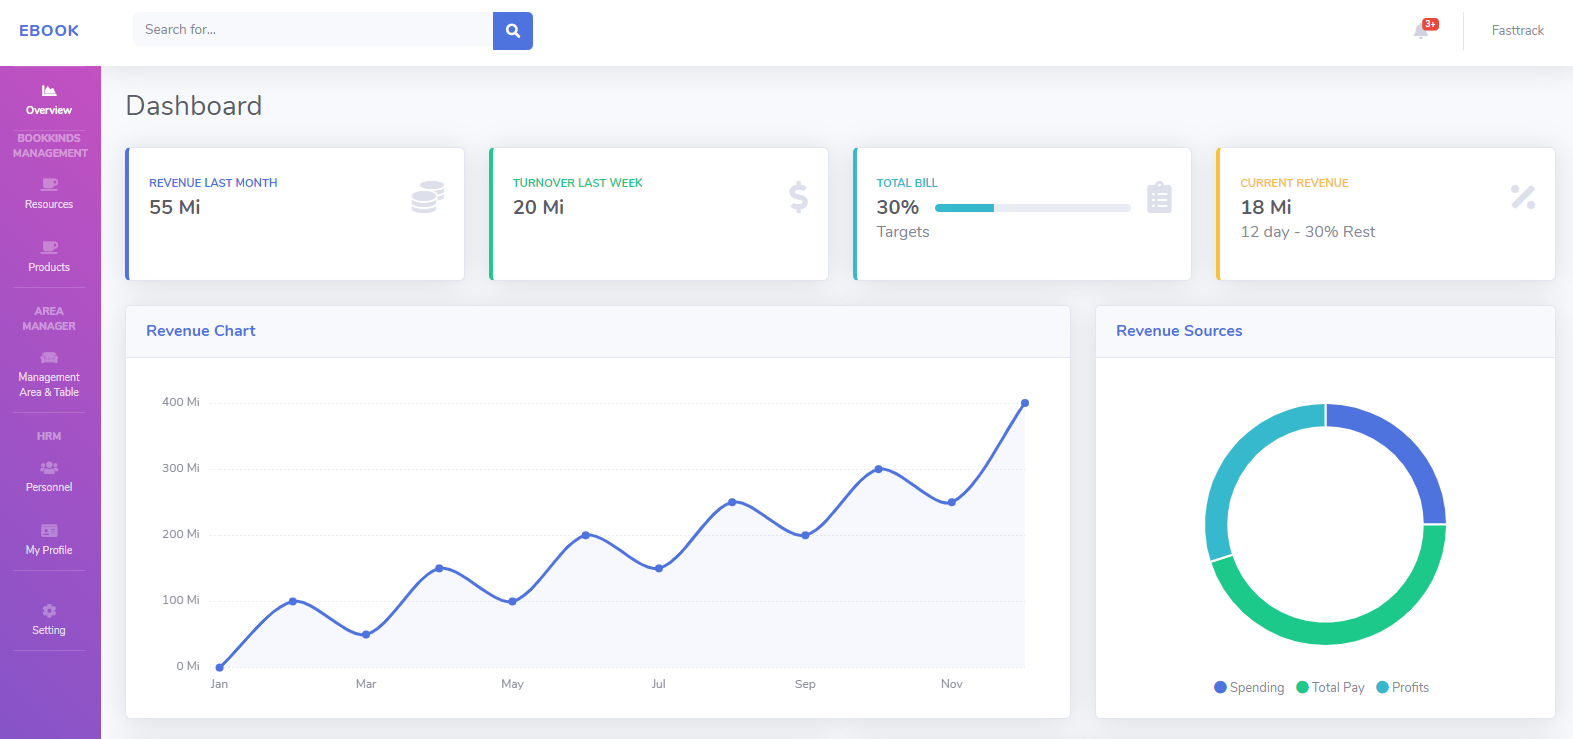 EBOOK
Search for...
3+
Fasttrack
Overview
BOOKKINDS
MANAGEMENT
Resources
Products
AREA
MANAGER
Management
Area & Table
HRM
Personnel
My Profile
Setting
Dashboard
REVENUE LAST MONTH
55 Mi
TURNOVER LAST WEEK
20 Mi
TOTAL BILL
30%
Targets
CURRENT REVENUE
18 Mi
12 day - 30% Rest
Revenue Chart
400 Mi
300 Mi
200 Mi
100 Mi
0 Mi
Jan Mar May Jul Sep Nov
Revenue Sources
Spending Total Pay Profits